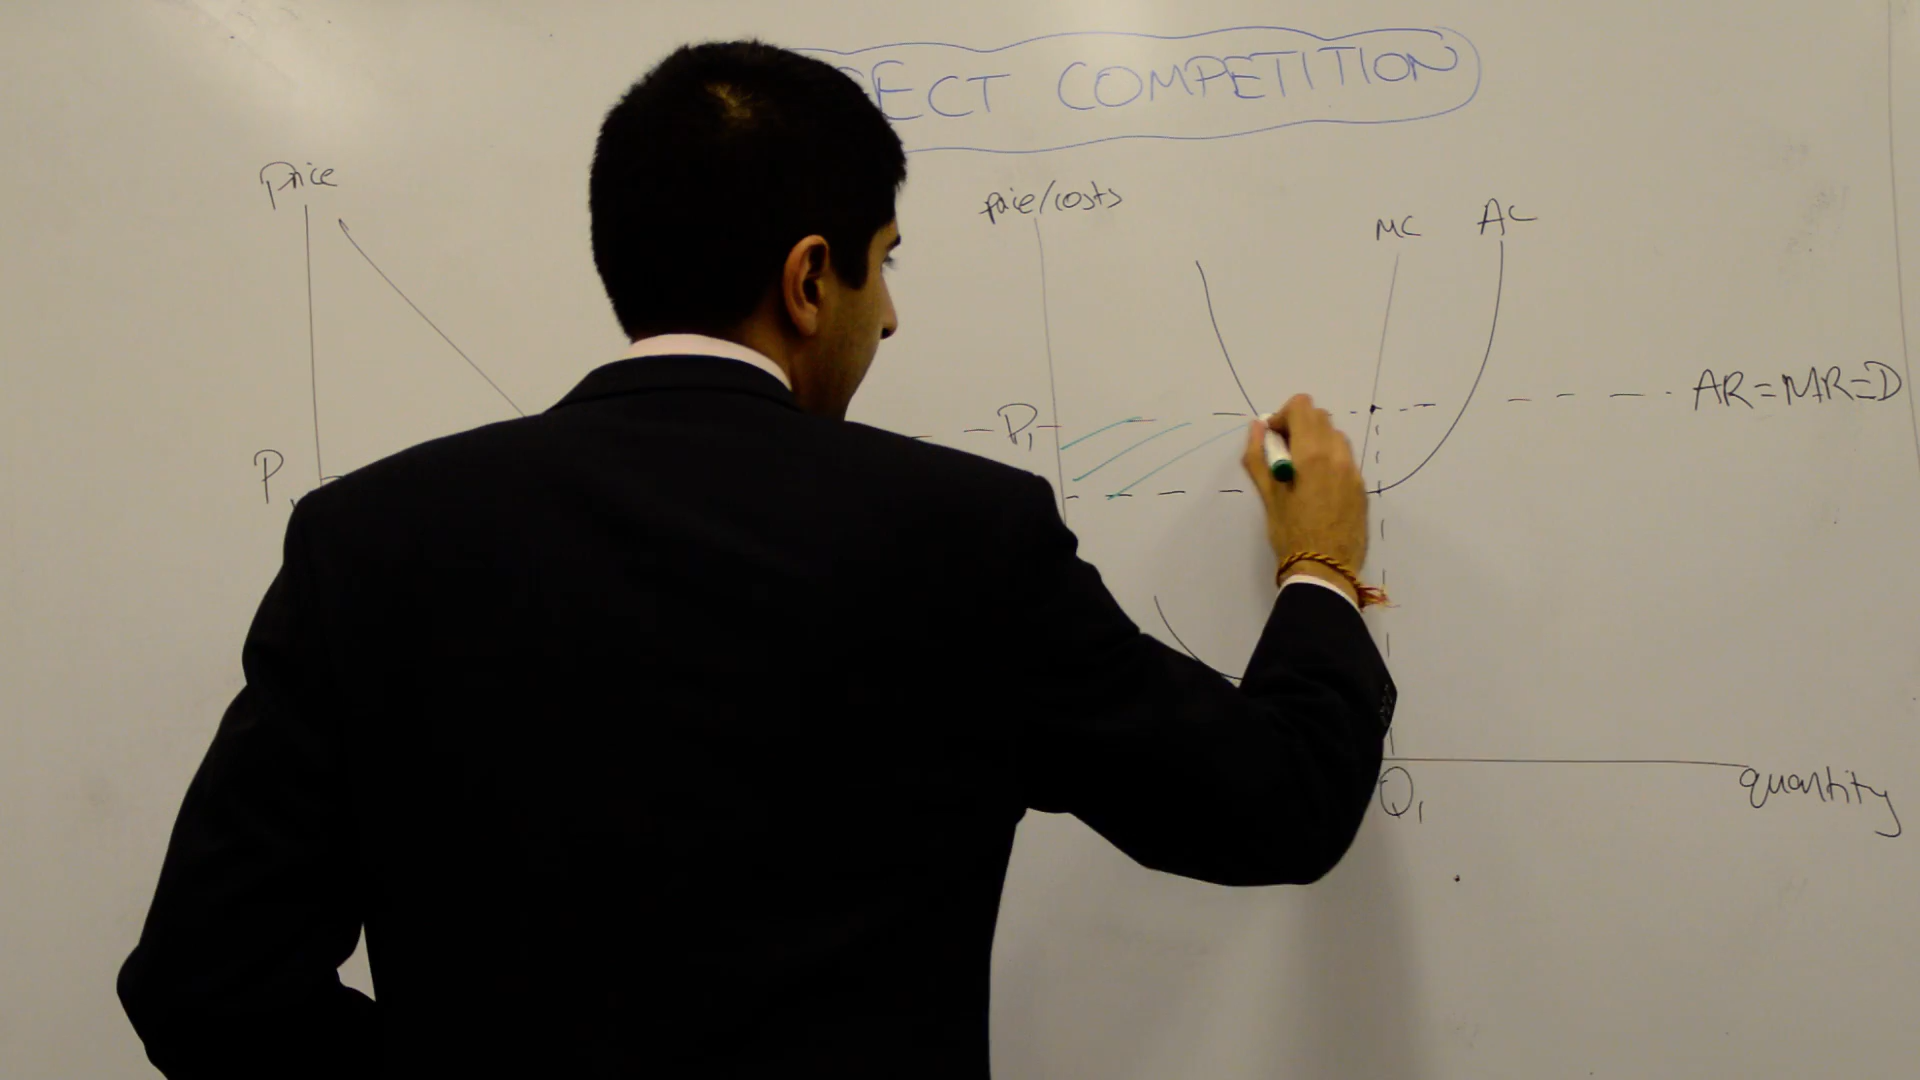 ECT COMPETITION
price
price/costs
MC
AC
AR=MR=D
P1
P1
Q1
quantity